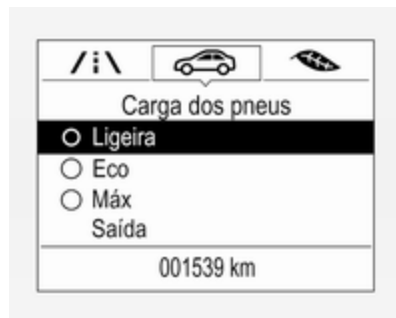 Carga dos pneus
Ligeira
Eco
Máx
Saída
001539 km